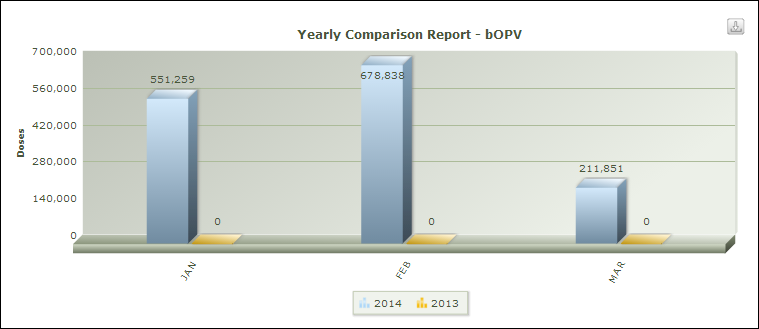 Yearly Comparison Report - bOPV
Doses
700,000
560,000
420,000
280,000
140,000
0
551,259
0
678,838
0
211,851
0
JAN
FEB
MAR
2014 2013